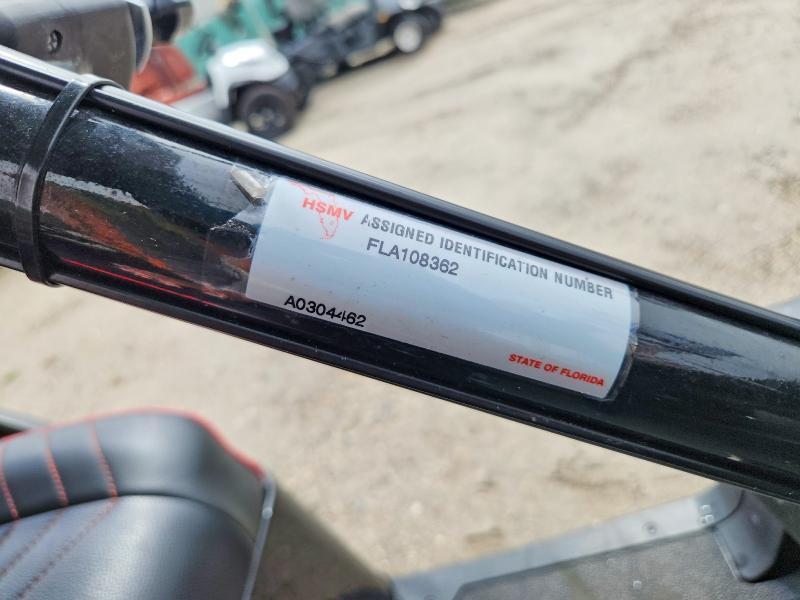 HSMV ASSIGNED IDENTIFICATION NUMBER
FLA108362
A0304462
STATE OF FLORIDA